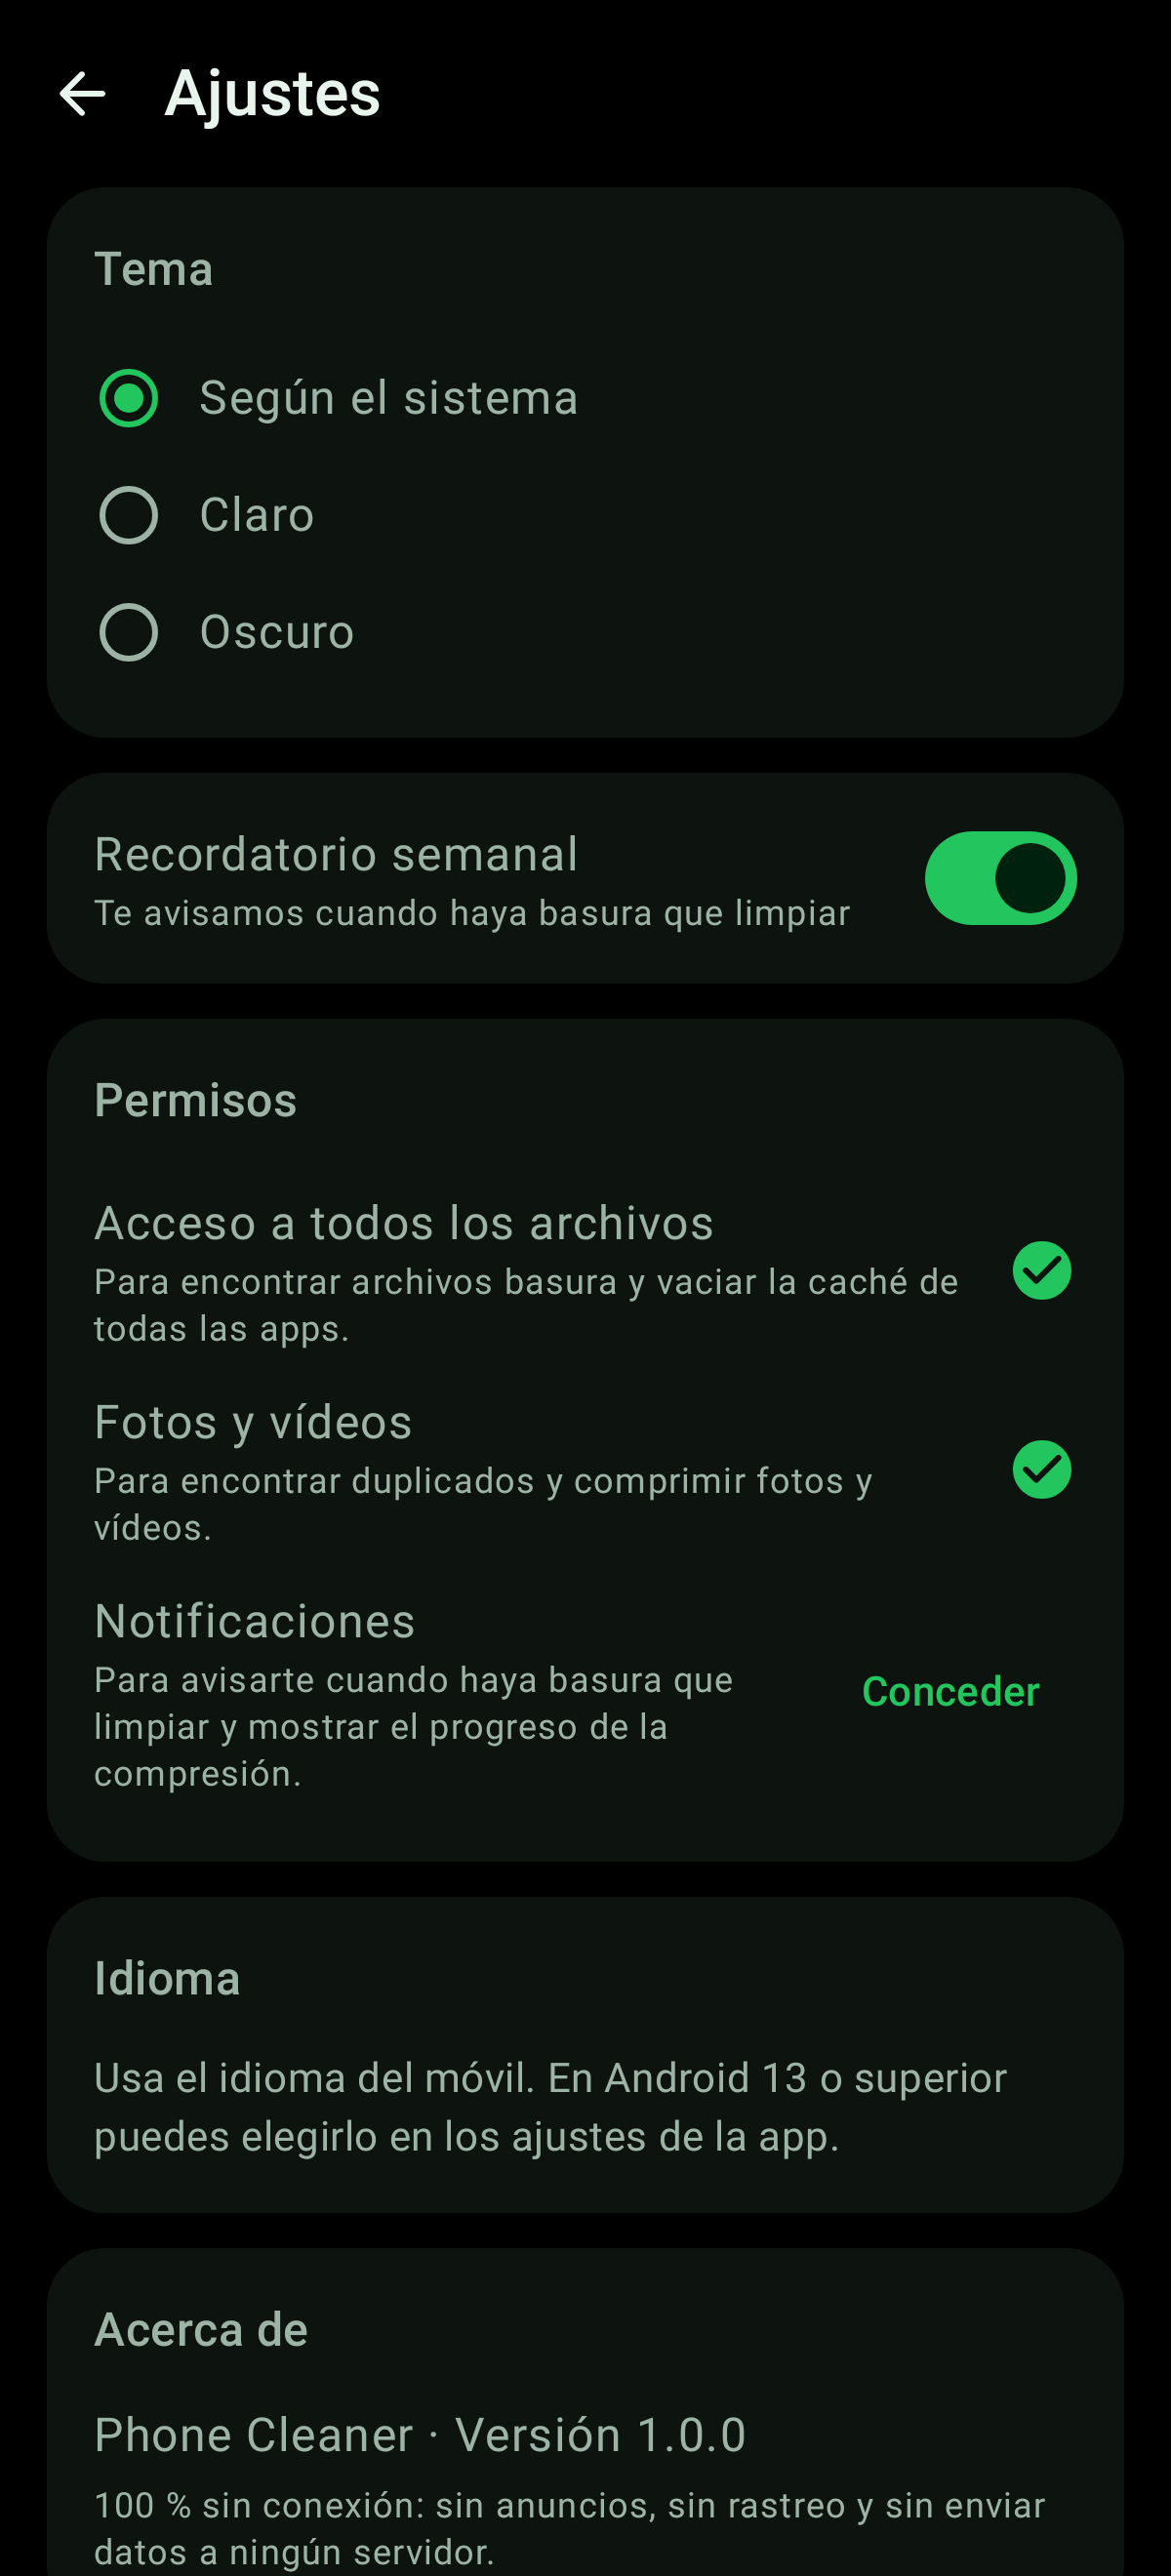 Ajustes
Tema
Según el sistema
Claro
Oscuro
Recordatorio semanal
Te avisamos cuando haya basura que limpiar
Permisos
Acceso a todos los archivos
Para encontrar archivos basura y vaciar la caché de
todas las apps.
Fotos y vídeos
Para encontrar duplicados y comprimir fotos y
vídeos.
Notificaciones
Para avisarte cuando haya basura que
limpiar y mostrar el progreso de la
compresión.
Conceder
Idioma
Usa el idioma del móvil. En Android 13 o superior
puedes elegirlo en los ajustes de la app.
Acerca de
Phone Cleaner · Versión 1.0.0
100 % sin conexión: sin anuncios, sin rastreo y sin enviar
datos a ningún servidor.